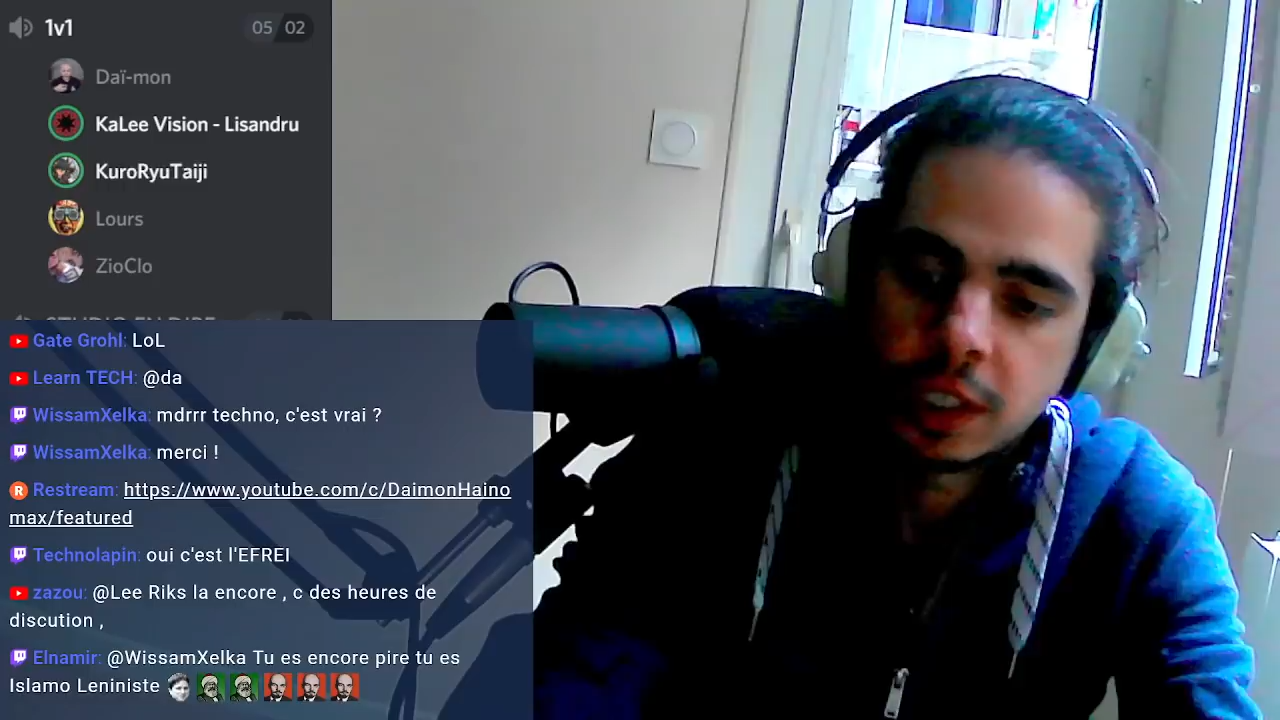 1v1
05 02
Daï-mon
KaLee Vision - Lisandru
KuroRyuTaiji
Lours
ZioClo
Gate Grohl: LoL
Learn TECH: @da
WissamXelka: mdrrr techno, c'est vrai ?
WissamXelka: merci !
Restream: https://www.youtube.com/c/DaimonHaino
max/featured
Technolapin: oui c'est l'EFREI
zazou: @Lee Riks la encore , c des heures de
discution ,
Elnamir: @WissamXelka Tu es encore pire tu es
Islamo Leniniste